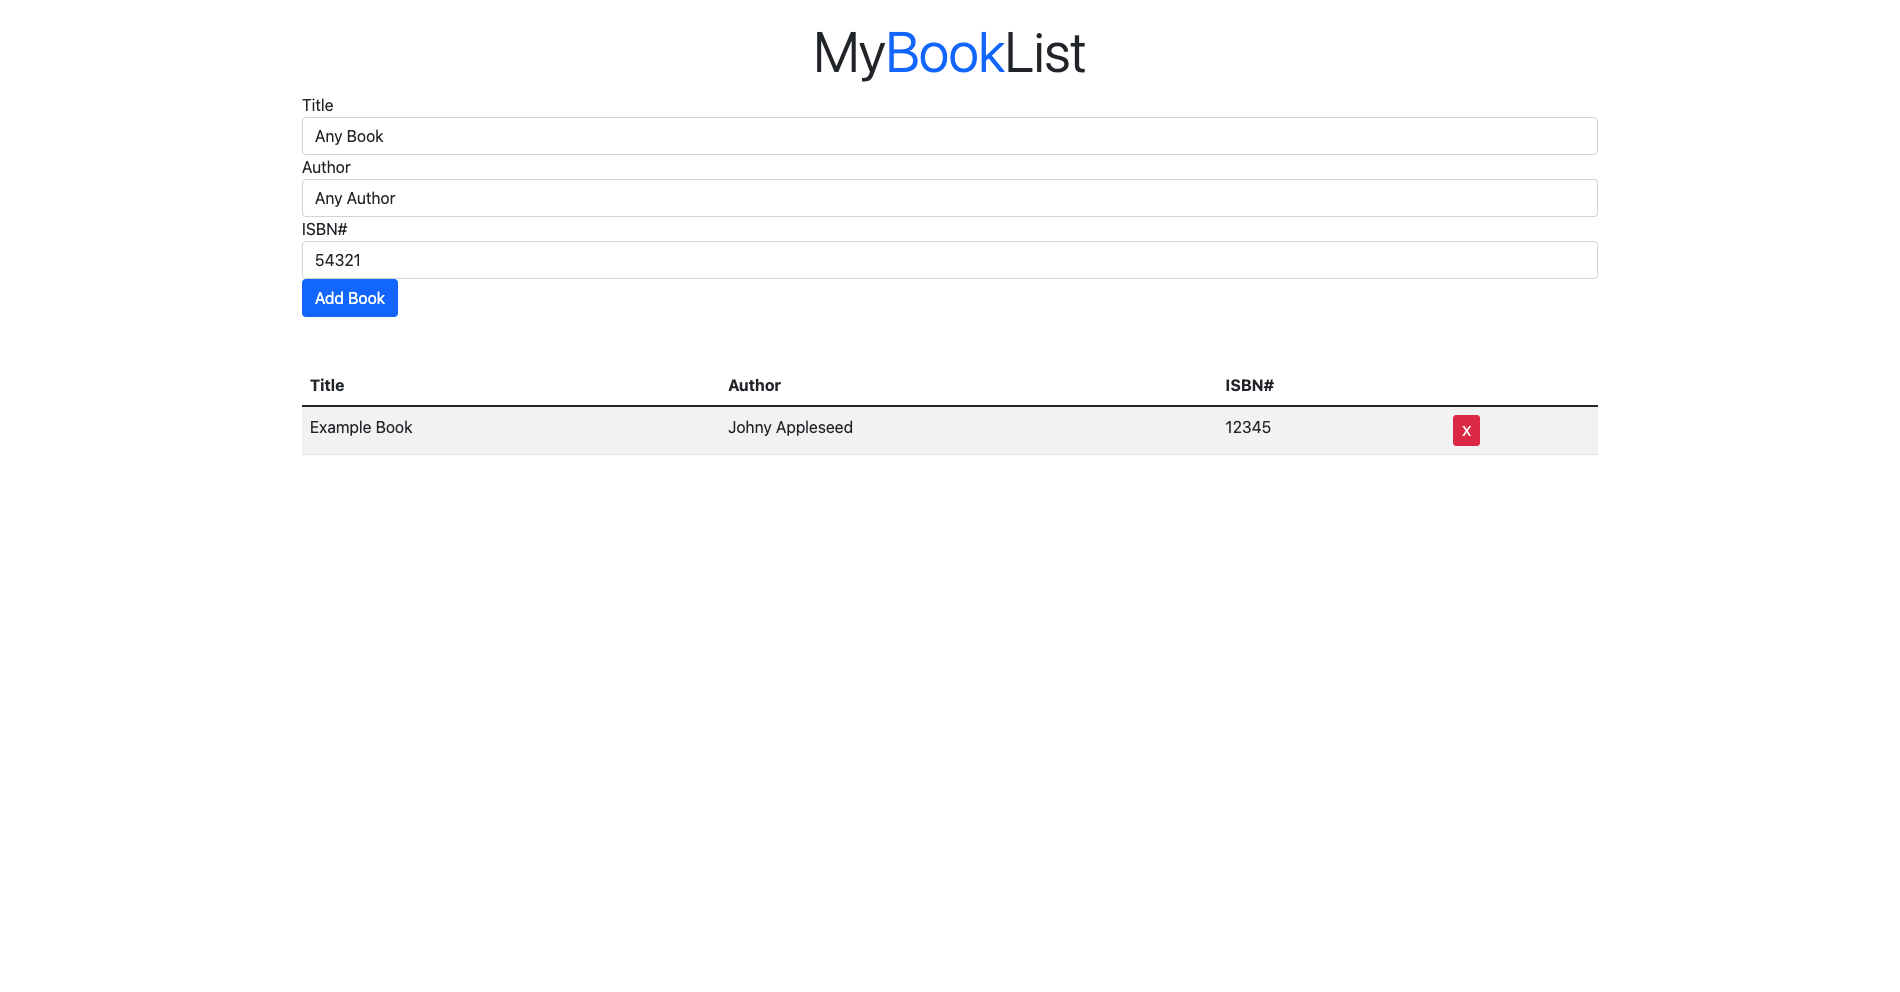 MyBookList
Title
Any Book
Author
Any Author
ISBN#
54321
Add Book
Title Author ISBN#
Example Book Johny Appleseed 12345 X